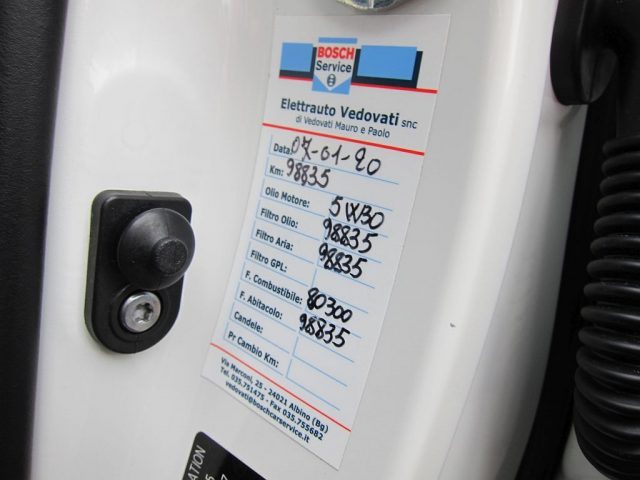 BOSCH
Service
Elettrauto Vedovati snc
di Vedovati Mauro e Paolo
Data: 07-01-20
Km: 98835
Olio Motore: 5W30
Filtro Olio: 98835
Filtro Aria: 98835
Filtro GPL:
F. Combustibile: 80300
F. Abitacolo: 98835
Candele:
Pr Cambio Km:
Via Marconi, 25 - 24021 Albino (Bg)
Tel. 035.751475 - Fax 035.755682
vedovati@boschcarservice.it